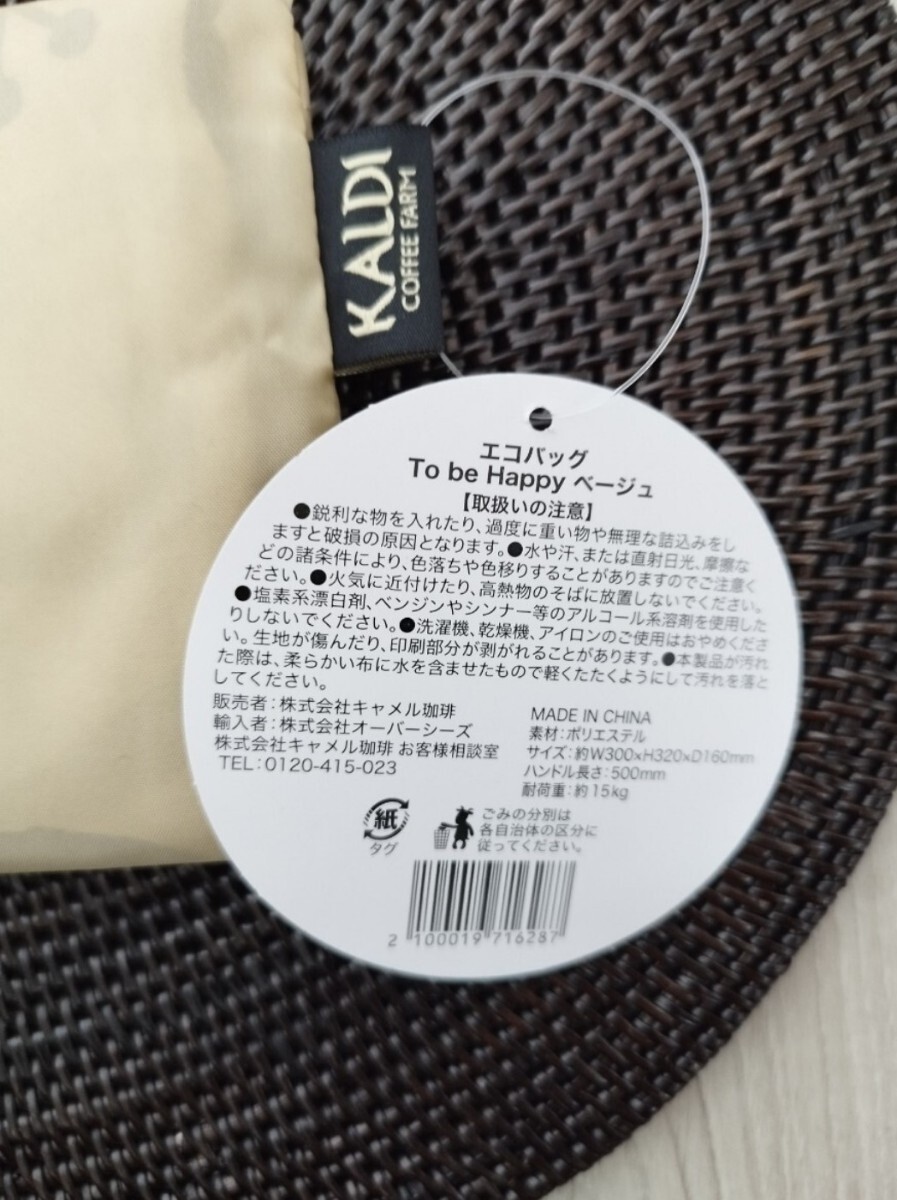 KALDI
COFFEE FARM
エコバッグ
To be Happy ベージュ
【取扱いの注意】
●鋭利な物を入れたり、過度に重い物や無理な詰込みをし
ますと破損の原因となります。●水や汗、または直射日光、摩擦な
どの諸条件により、色落ちや色移りすることがありますのでご注意く
ださい。●火気に近付けたり、高熱物のそばに放置しないでください。
●塩素系漂白剤、ベンジンやシンナー等のアルコール系溶剤を使用した
りしないでください。●洗濯機、乾燥機、アイロンのご使用はおやめくださ
い。生地が傷んだり、印刷部分が剥がれることがあります。●本製品が汚れ
た際は、柔らかい布に水を含ませたもので軽くたたくようにして汚れを落と
してください。
販売者：株式会社キャメル珈琲
輸入者：株式会社オーバーシーズ
株式会社キャメル珈琲 お客様相談室
TEL：0120-415-023
MADE IN CHINA
素材：ポリエステル
サイズ：約W300×H320×D160mm
ハンドル長さ：500mm
耐荷重：約15kg
紙
タグ
ごみの分別は
各自治体の区分に
従ってください。
2 100019 716287